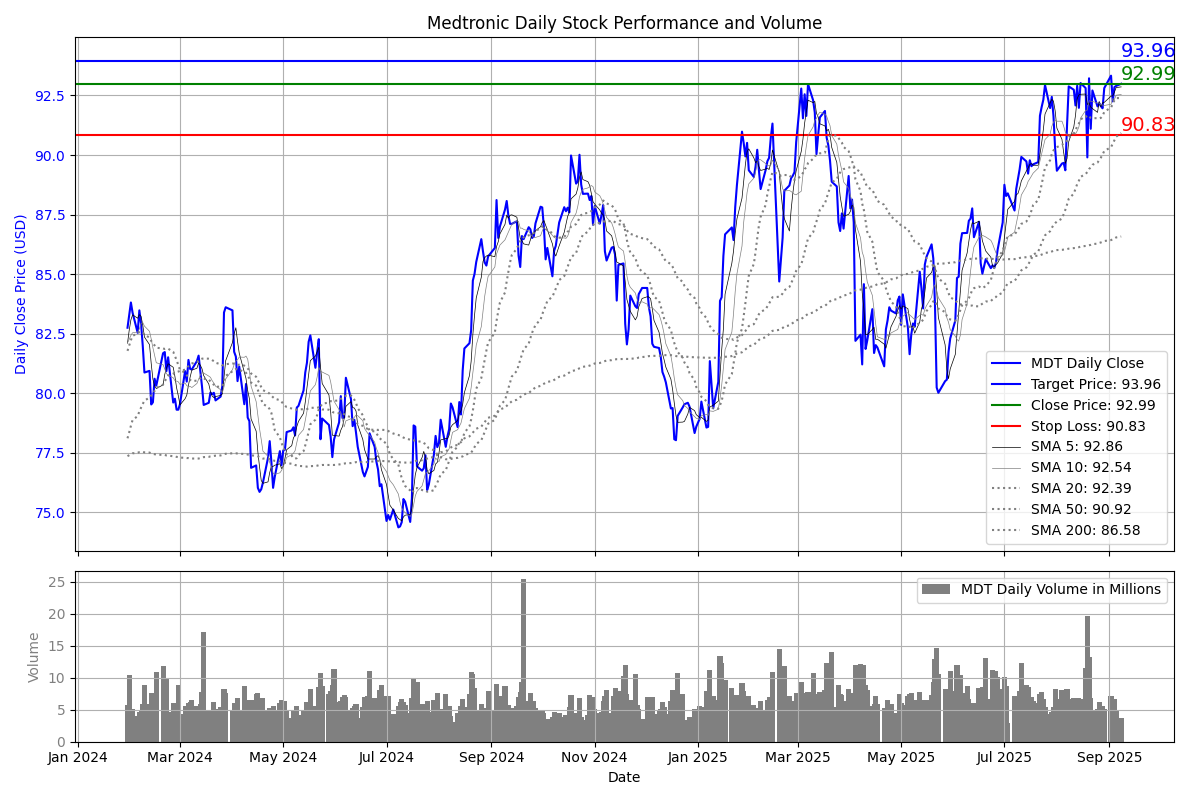 Medtronic Daily Stock Performance and Volume
93.96
92.99
90.83
92.5
90.0
87.5
85.0
82.5
80.0
77.5
75.0
Daily Close Price (USD)
MDT Daily Close
Target Price: 93.96
Close Price: 92.99
Stop Loss: 90.83
SMA 5: 92.86
SMA 10: 92.54
SMA 20: 92.39
SMA 50: 90.92
SMA 200: 86.58
25
20
15
10
5
0
Volume
MDT Daily Volume in Millions
Jan 2024 Mar 2024 May 2024 Jul 2024 Sep 2024 Nov 2024 Jan 2025 Mar 2025 May 2025 Jul 2025 Sep 2025
Date